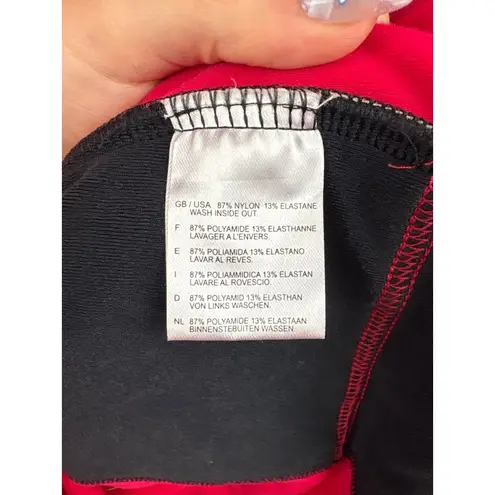 GB / USA 87% NYLON 13% ELASTANE
WASH INSIDE OUT.
F 87% POLYAMIDE 13% ELASTHANNE
LAVAGER A L'ENVERS.
E 87% POLIAMIDA 13% ELASTANO
LAVAR AL REVES.
I 87% POLIAMMIDICA 13% ELASTAN
LAVARE AL ROVESCIO.
D 87% POLYAMID 13% ELASTHAN
VON LINKS WASCHEN.
NL 87% POLYAMIDE 13% ELASTAAN
BINNENSTEBUITEN WASSEN